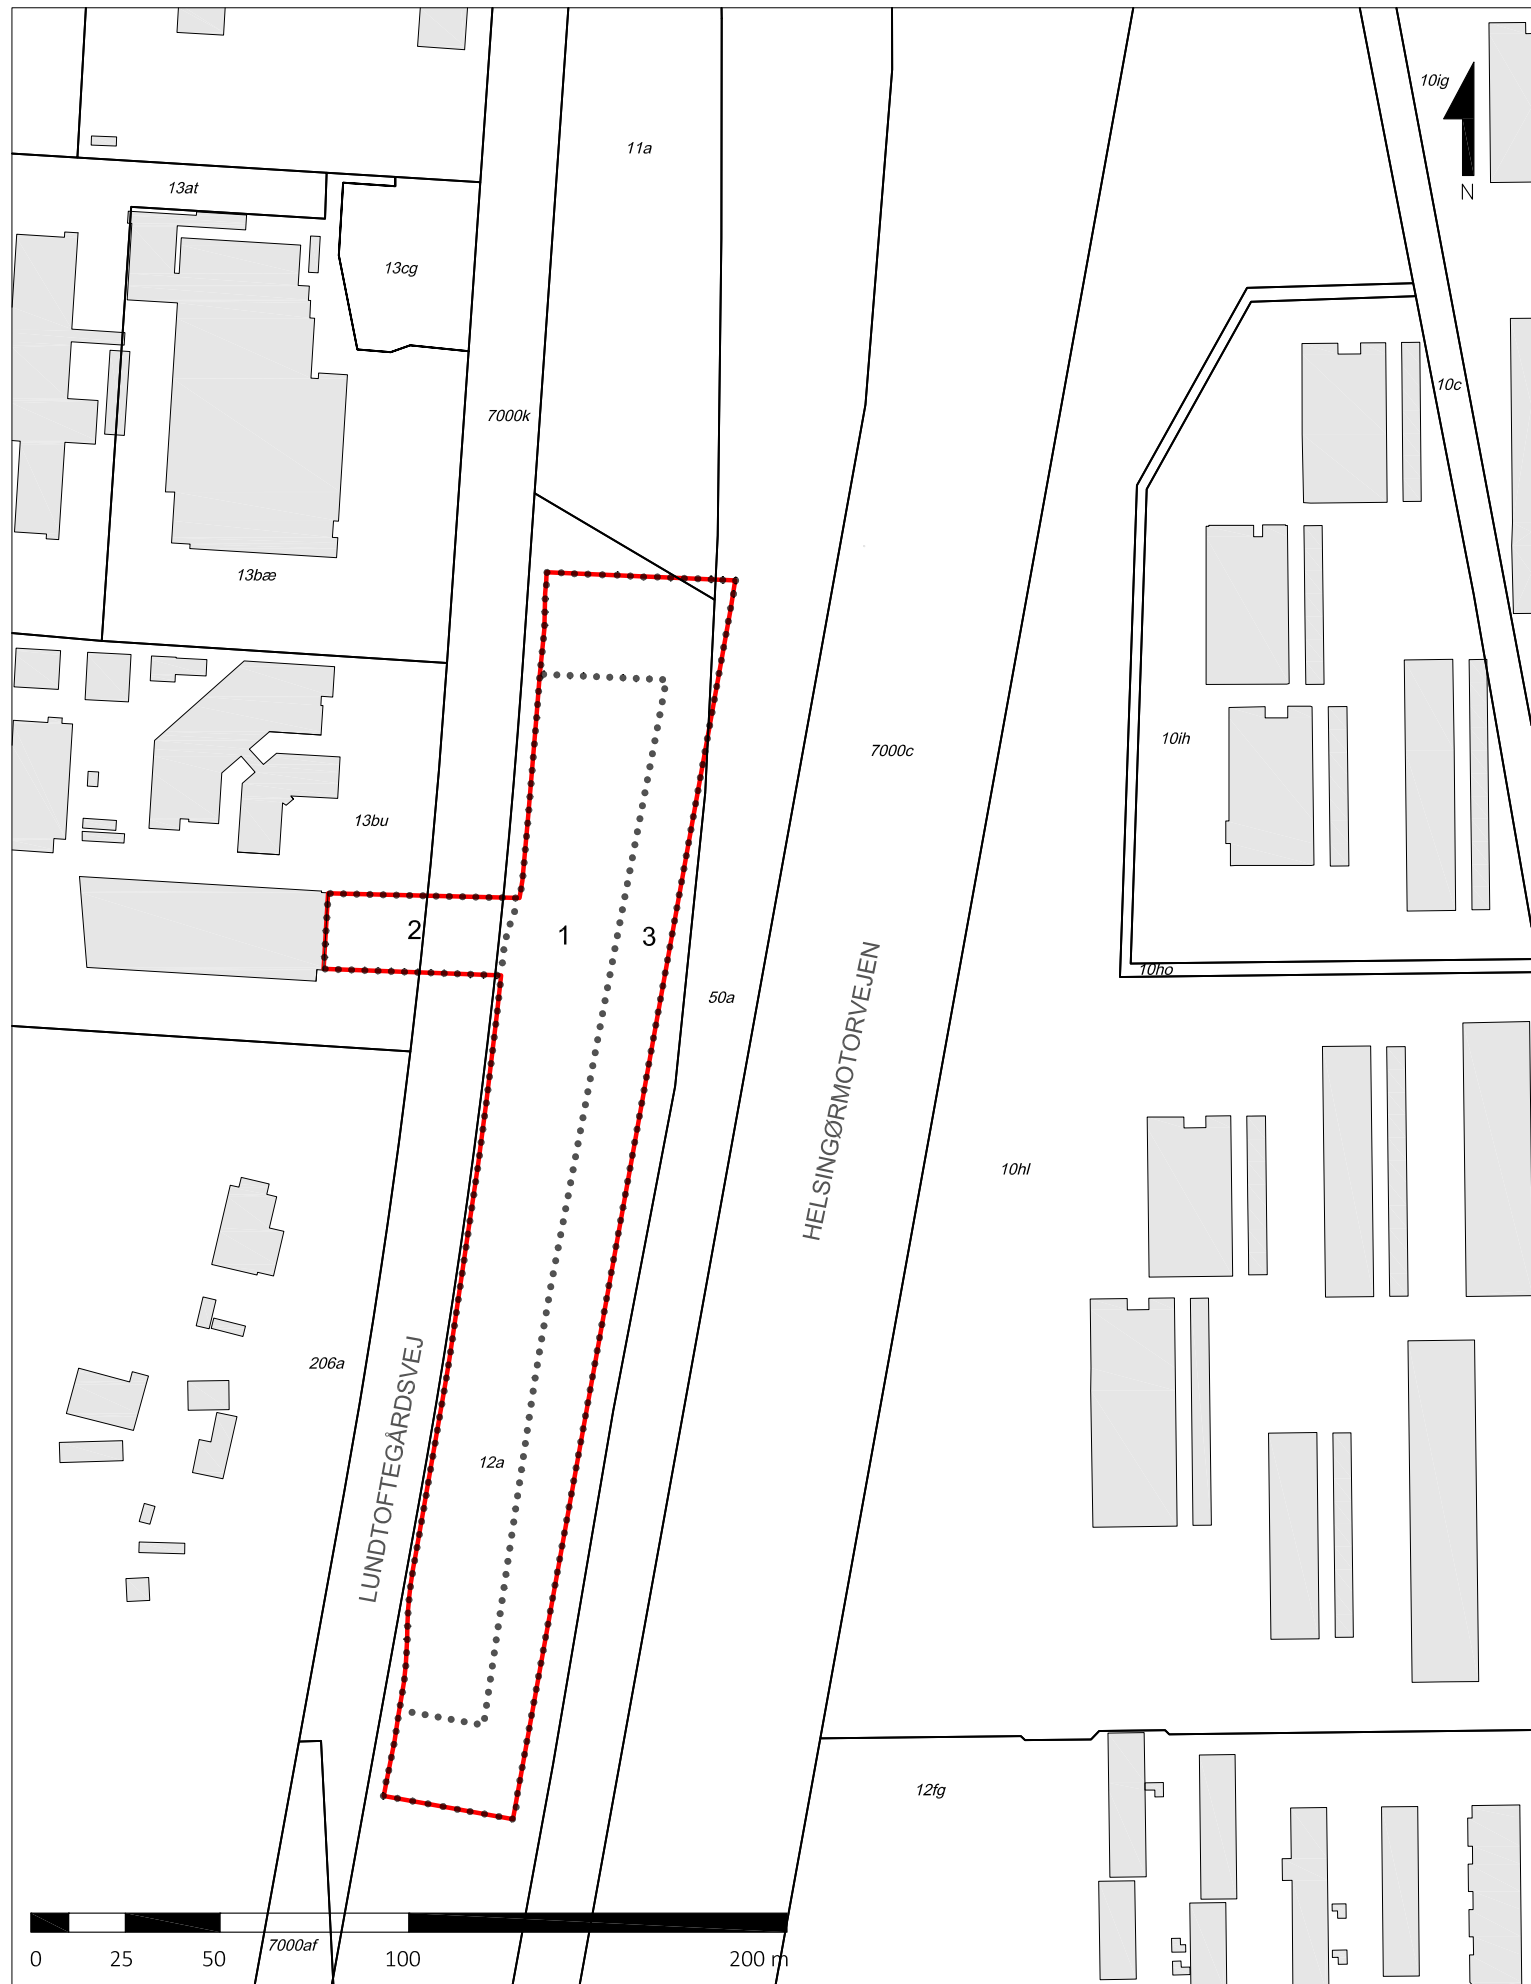 10ig
11a
13at
N
13cg
10c
7000k
13bæ
10ih
7000c
13bu
2
1
3
10ho
50a
HELSINGØRMOTORVEJEN
10hl
206a
LUNDTOFTEGÅRDSVEJ
12a
12fg
7000af
0 25 50 100 200 m